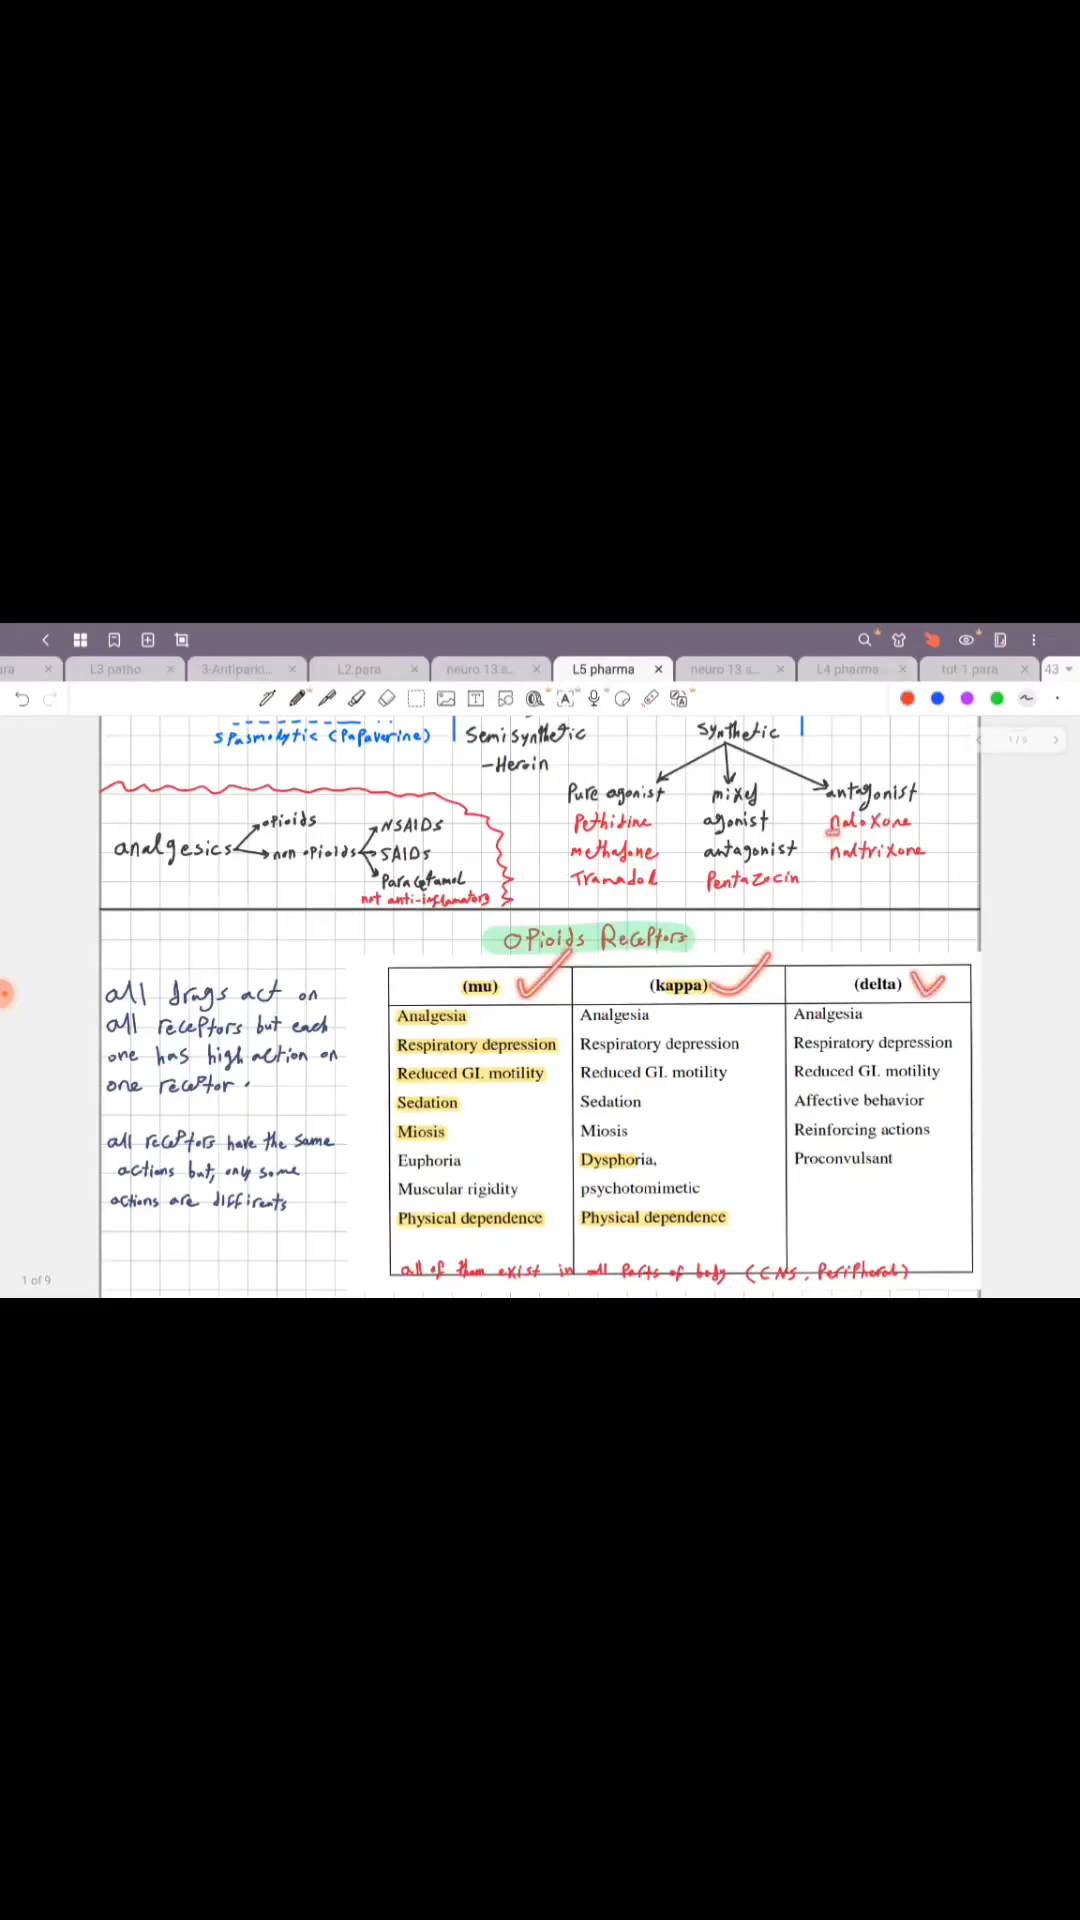 ara
L3 patho
3-Antiparki...
L2 para
neuro 13 s...
L5 pharma
neuro 13 s...
L4 pharma
tut 1 para
43
1/9
spasmolytic (Papaverine)
Semisynthetic
-Heroin
Synthetic
Pure agonist
Pethidine
methadone
Tramadol
mixed
agonist
antagonist
Pentazocin
antagonist
naloxone
naltrixone
analgesics
opioids
non opioids
NSAIDS
SAIDs
Paracetamol
not anti-inflamatory
Opioids Receptors
all drugs act on
all receptors but each
one has high action on
one receptor.
all receptors have the same
actions but, only some
actions are diffirents
(mu)
Analgesia
Respiratory depression
Reduced GI. motility
Sedation
Miosis
Euphoria
Muscular rigidity
Physical dependence
(kappa)
Analgesia
Respiratory depression
Reduced GI. motility
Sedation
Miosis
Dysphoria,
psychotomimetic
Physical dependence
(delta)
Analgesia
Respiratory depression
Reduced GI. motility
Affective behavior
Reinforcing actions
Proconvulsant
all of them exist in all Parts of body (CNS, Peripheral)
1 of 9